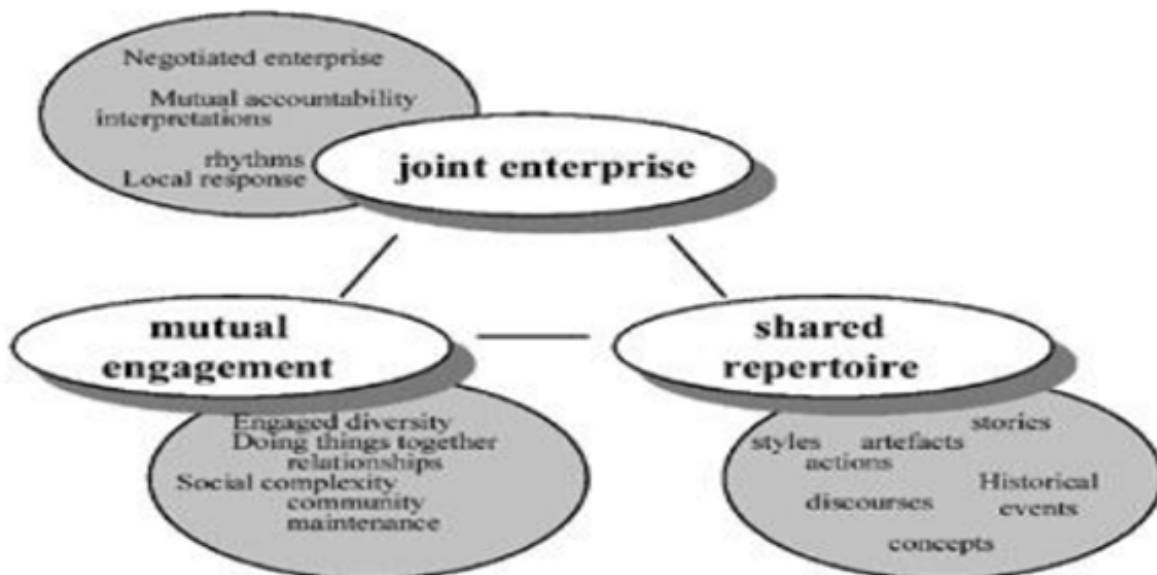 Negotiated enterprise
Mutual accountability
interpretations
rhythms
Local response
joint enterprise
mutual
engagement
Engaged diversity
Doing things together
relationships
Social complexity
community
maintenance
shared
repertoire
stories
styles artefacts
actions
Historical
discourses events
concepts